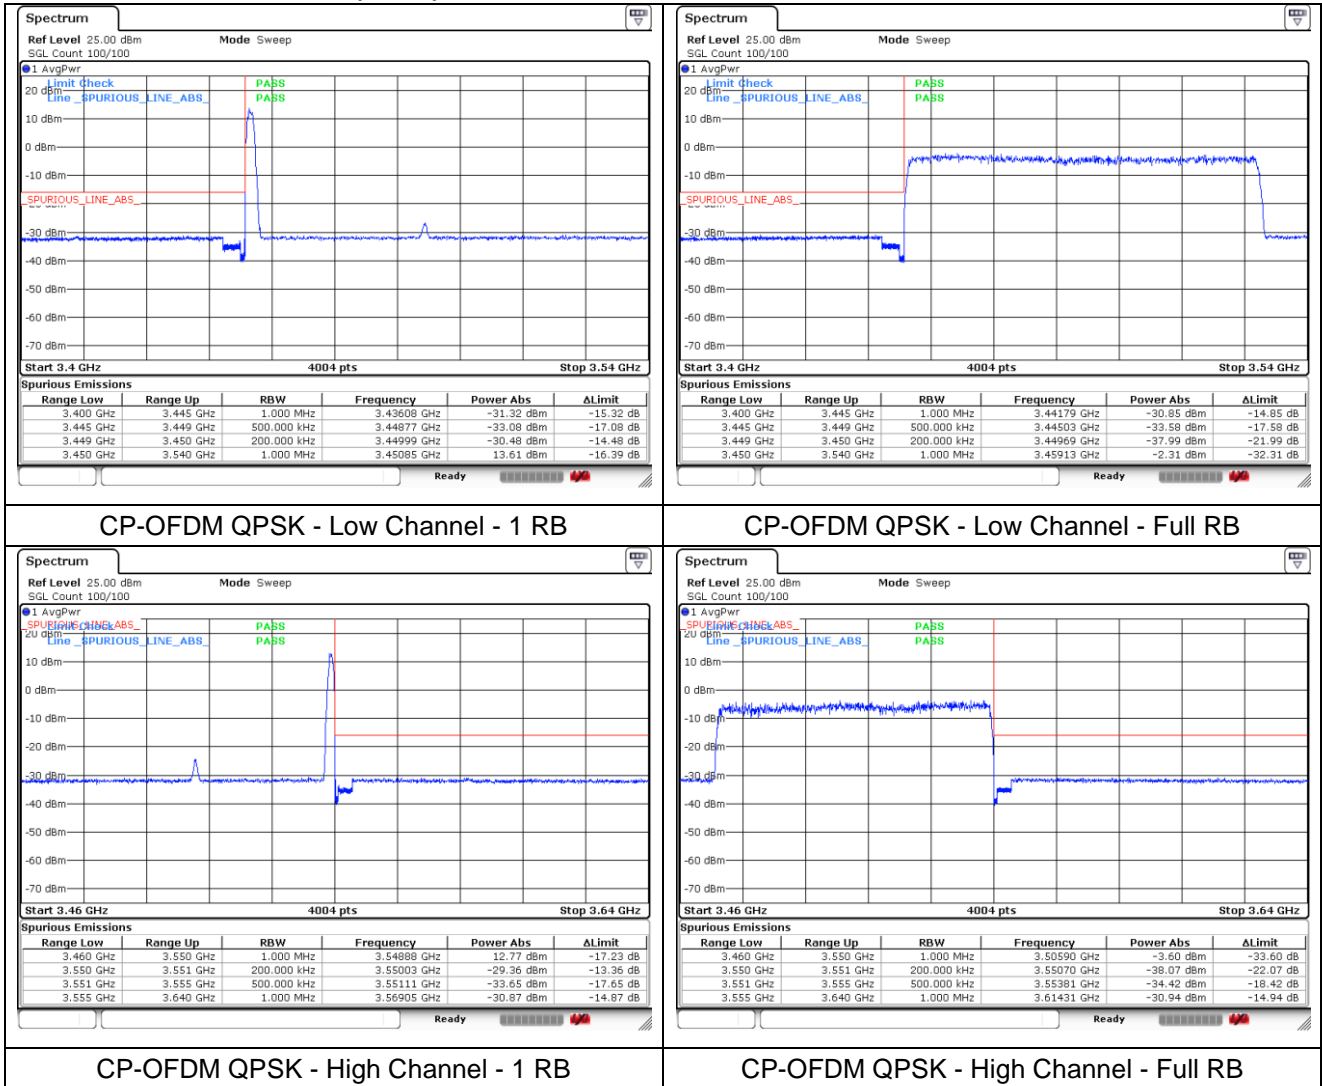 Spectrum
Ref Level 25.00 dBm Mode Sweep
SGL Count 100/100
1 AvgPwr
Limit Check PASS
20 dBm
Line _SPURIOUS_LINE_ABS_ PASS
10 dBm
0 dBm
-10 dBm
_SPURIOUS_LINE_ABS_
-30 dBm
-40 dBm
-50 dBm
-60 dBm
-70 dBm
Start 3.4 GHz 4004 pts Stop 3.54 GHz
Spurious Emissions
Range Low Range Up RBW Frequency Power Abs ΔLimit
3.400 GHz 3.445 GHz 1.000 MHz 3.43608 GHz -31.32 dBm -15.32 dB
3.445 GHz 3.449 GHz 500.000 kHz 3.44877 GHz -33.08 dBm -17.08 dB
3.449 GHz 3.450 GHz 200.000 kHz 3.44999 GHz -30.48 dBm -14.48 dB
3.450 GHz 3.540 GHz 1.000 MHz 3.45085 GHz 13.61 dBm -16.39 dB
Ready
CP-OFDM QPSK - Low Channel - 1 RB
Spectrum
Ref Level 25.00 dBm Mode Sweep
SGL Count 100/100
1 AvgPwr
Limit Check PASS
20 dBm
Line _SPURIOUS_LINE_ABS_ PASS
10 dBm
0 dBm
-10 dBm
_SPURIOUS_LINE_ABS_
-30 dBm
-40 dBm
-50 dBm
-60 dBm
-70 dBm
Start 3.4 GHz 4004 pts Stop 3.54 GHz
Spurious Emissions
Range Low Range Up RBW Frequency Power Abs ΔLimit
3.400 GHz 3.445 GHz 1.000 MHz 3.44179 GHz -30.85 dBm -14.85 dB
3.445 GHz 3.449 GHz 500.000 kHz 3.44503 GHz -33.58 dBm -17.58 dB
3.449 GHz 3.450 GHz 200.000 kHz 3.44969 GHz -37.99 dBm -21.99 dB
3.450 GHz 3.540 GHz 1.000 MHz 3.45913 GHz -2.31 dBm -32.31 dB
Ready
CP-OFDM QPSK - Low Channel - Full RB
Spectrum
Ref Level 25.00 dBm Mode Sweep
SGL Count 100/100
1 AvgPwr
_SPURIOUS_LINE_ABS_
Limit Check PASS
20 dBm
Line _SPURIOUS_LINE_ABS_ PASS
10 dBm
0 dBm
-10 dBm
-20 dBm
-30 dBm
-40 dBm
-50 dBm
-60 dBm
-70 dBm
Start 3.46 GHz 4004 pts Stop 3.64 GHz
Spurious Emissions
Range Low Range Up RBW Frequency Power Abs ΔLimit
3.460 GHz 3.550 GHz 1.000 MHz 3.54888 GHz 12.77 dBm -17.23 dB
3.550 GHz 3.551 GHz 200.000 kHz 3.55003 GHz -29.36 dBm -13.36 dB
3.551 GHz 3.555 GHz 500.000 kHz 3.55111 GHz -33.65 dBm -17.65 dB
3.555 GHz 3.640 GHz 1.000 MHz 3.56905 GHz -30.87 dBm -14.87 dB
Ready
CP-OFDM QPSK - High Channel - 1 RB
Spectrum
Ref Level 25.00 dBm Mode Sweep
SGL Count 100/100
1 AvgPwr
_SPURIOUS_LINE_ABS_
Limit Check PASS
20 dBm
Line _SPURIOUS_LINE_ABS_ PASS
10 dBm
0 dBm
-10 dBm
-20 dBm
-30 dBm
-40 dBm
-50 dBm
-60 dBm
-70 dBm
Start 3.46 GHz 4004 pts Stop 3.64 GHz
Spurious Emissions
Range Low Range Up RBW Frequency Power Abs ΔLimit
3.460 GHz 3.550 GHz 1.000 MHz 3.50590 GHz -3.60 dBm -33.60 dB
3.550 GHz 3.551 GHz 200.000 kHz 3.55070 GHz -38.07 dBm -22.07 dB
3.551 GHz 3.555 GHz 500.000 kHz 3.55381 GHz -34.42 dBm -18.42 dB
3.555 GHz 3.640 GHz 1.000 MHz 3.61431 GHz -30.94 dBm -14.94 dB
Ready
CP-OFDM QPSK - High Channel - Full RB